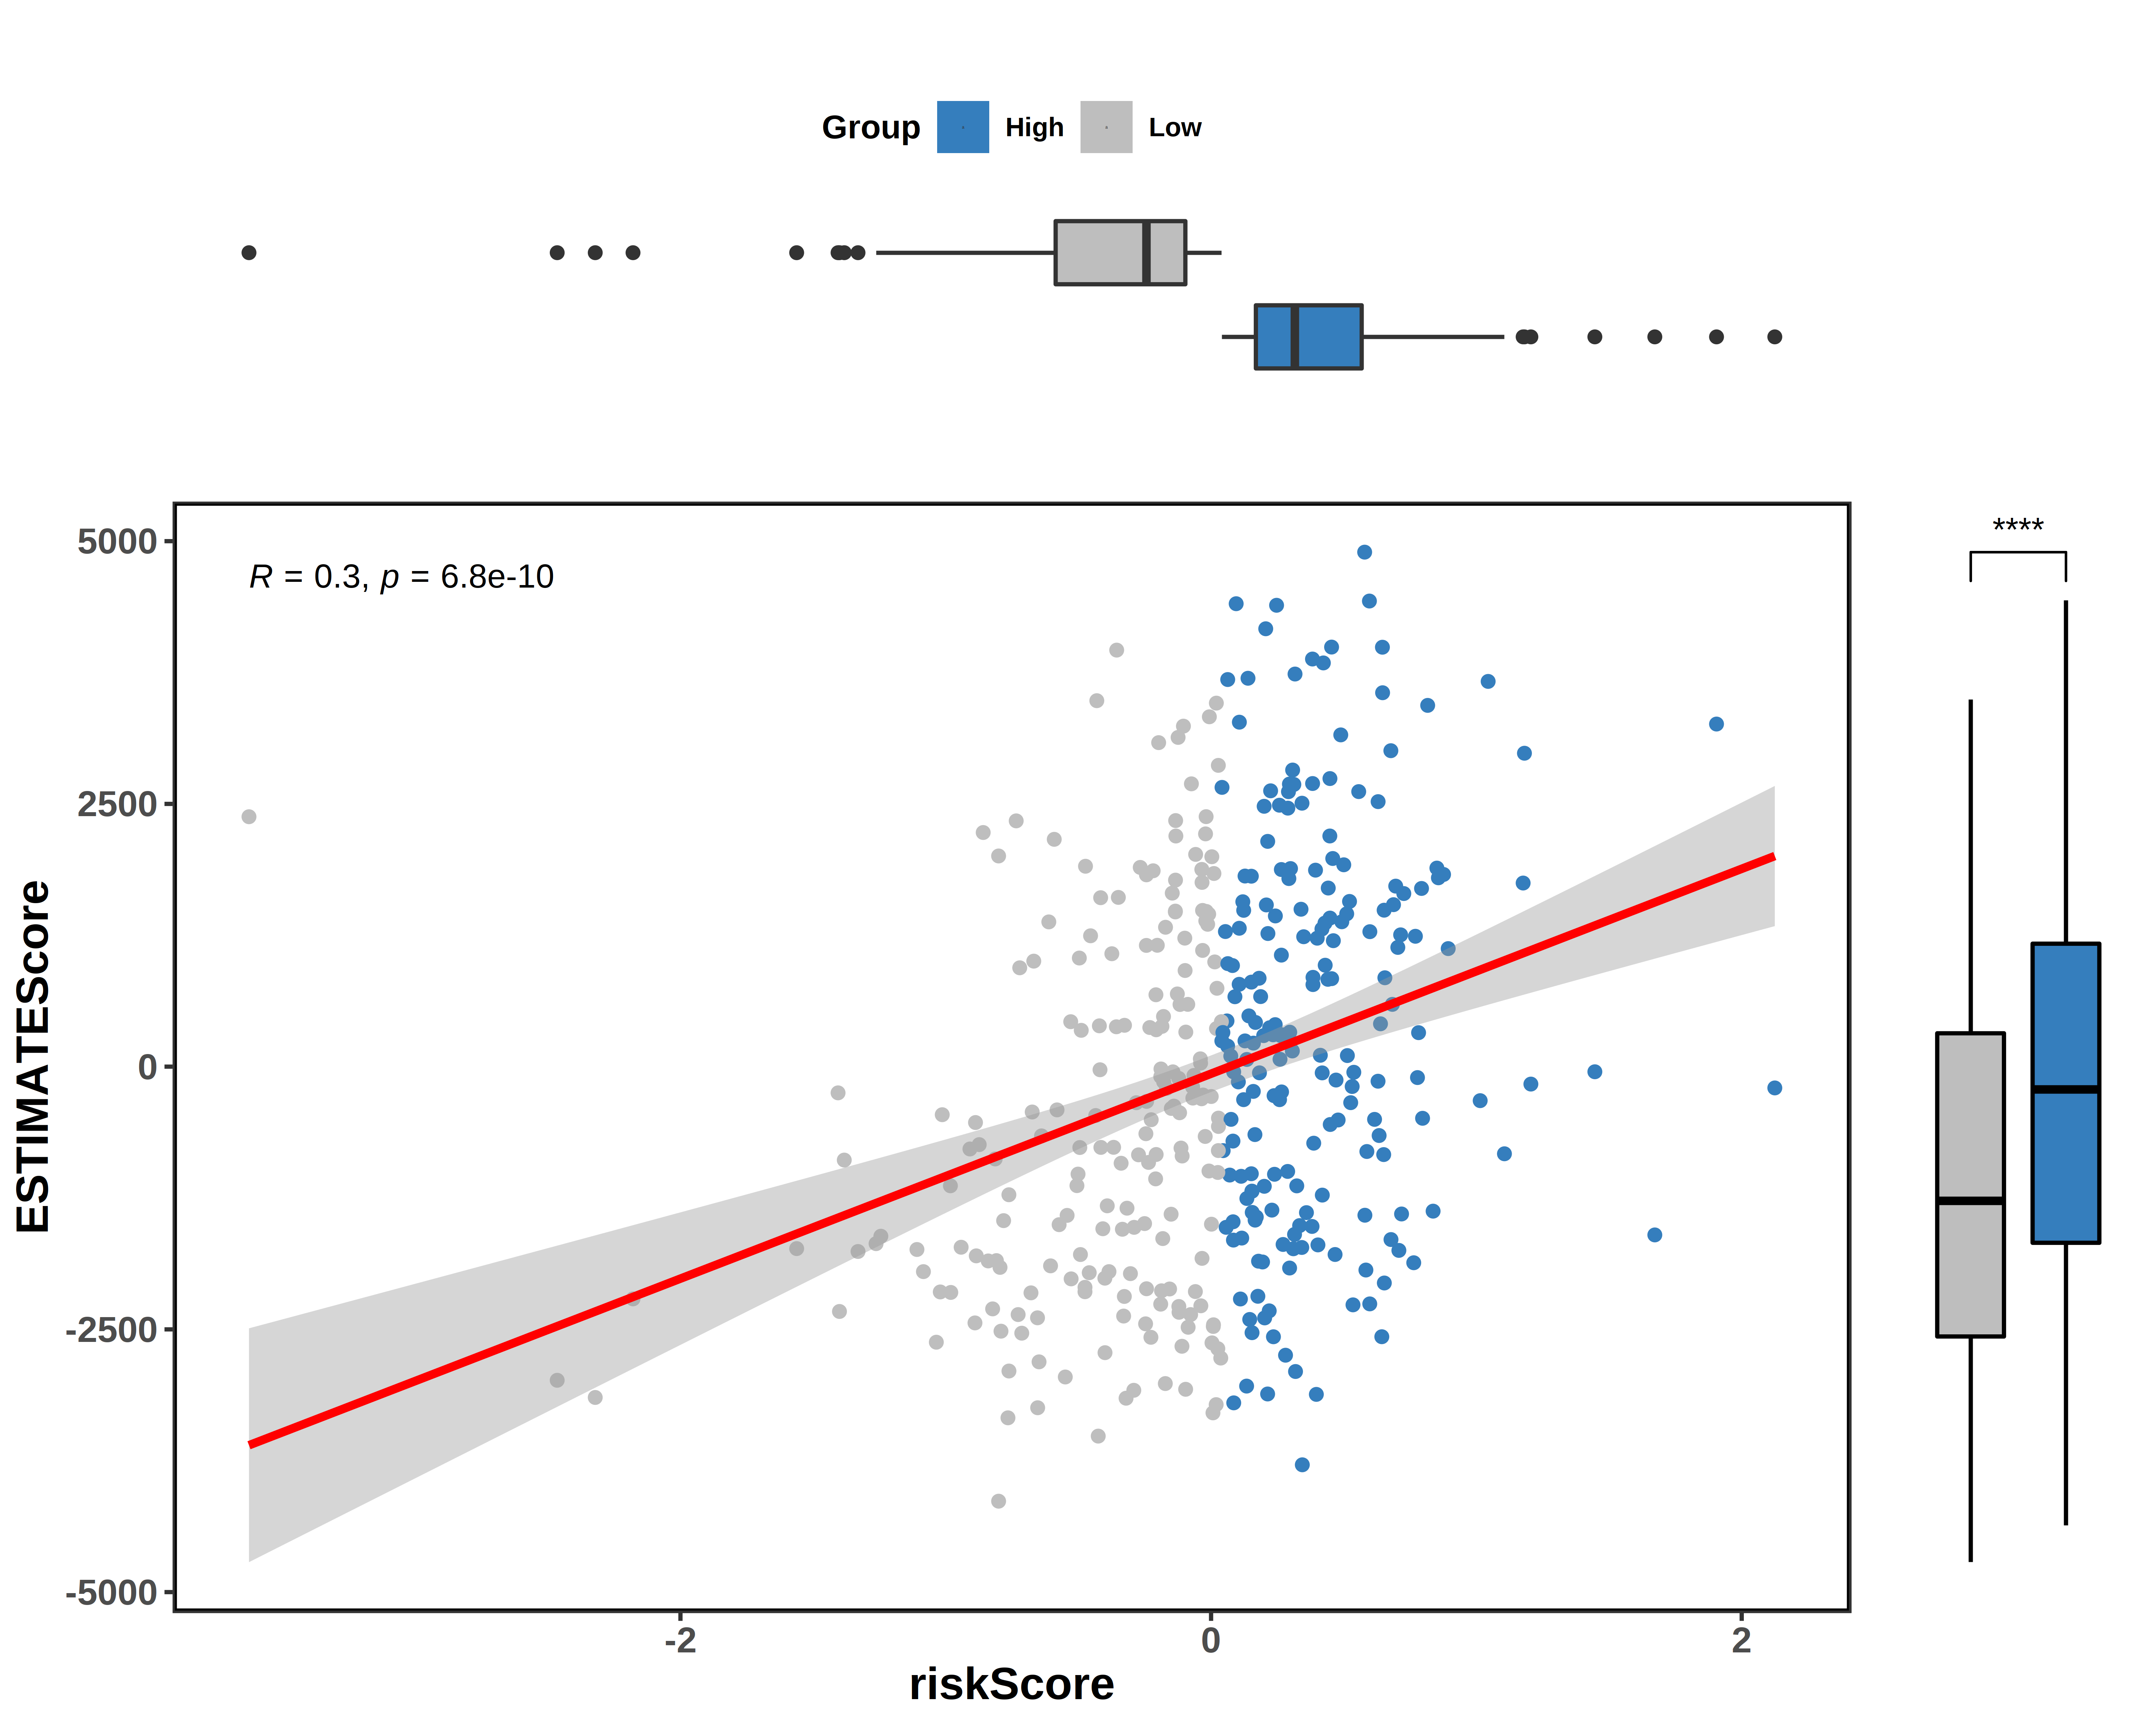 Group High Low
****
5000
R = 0.3, p = 6.8e-10
2500
0
-2500
-5000
ESTIMATEScore
-2 0 2
riskScore